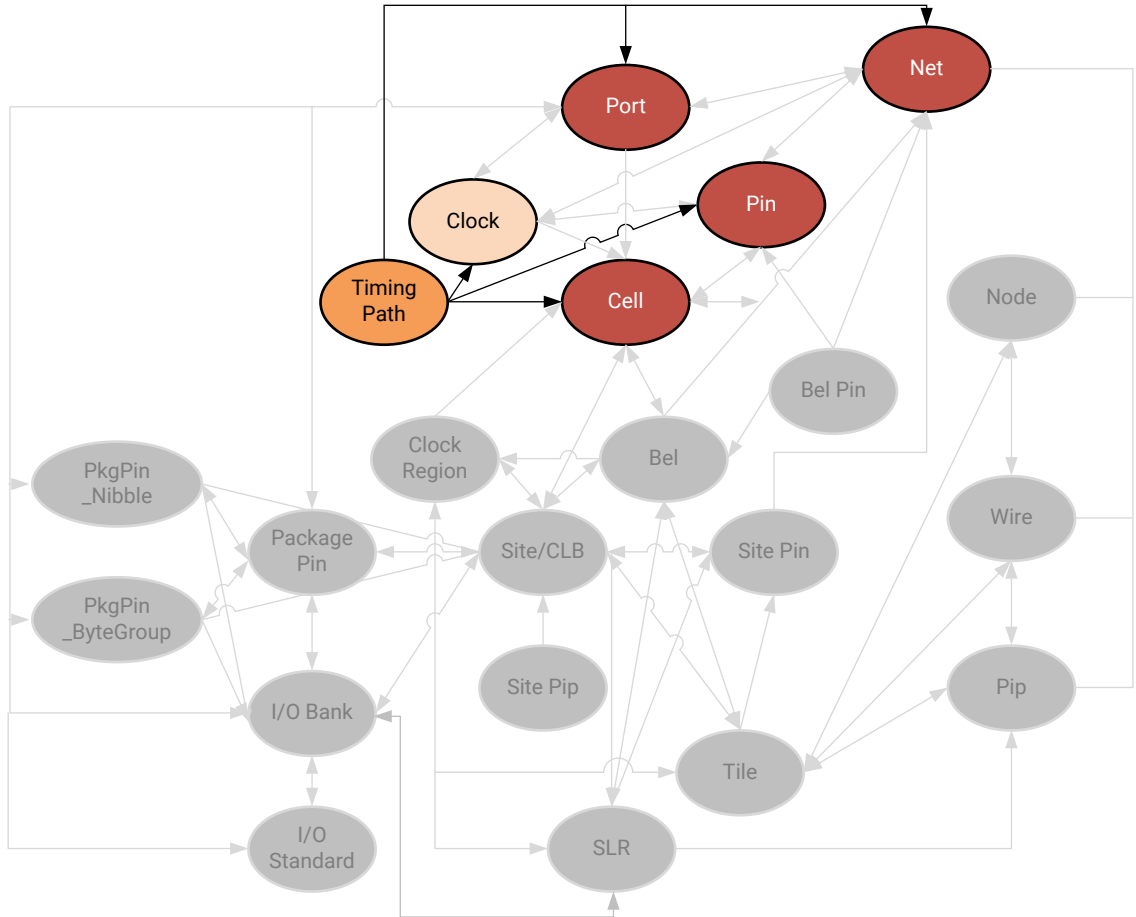 Net
Port
Pin
Clock
Timing
Path
Cell
Node
Bel Pin
Clock
Region
Bel
PkgPin
_Nibble
Package
Pin
Site/CLB
Site Pin
Wire
PkgPin
_ByteGroup
Site Pip
Pip
I/O Bank
Tile
I/O
Standard
SLR